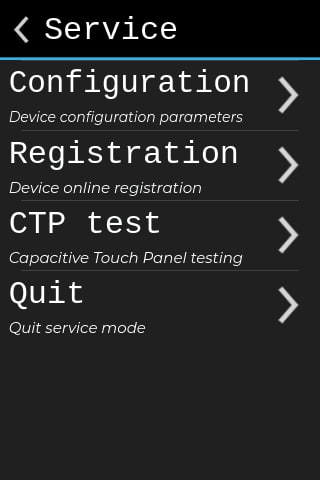 Service
Configuration
Device configuration parameters
Registration
Device online registration
CTP test
Capacitive Touch Panel testing
Quit
Quit service mode